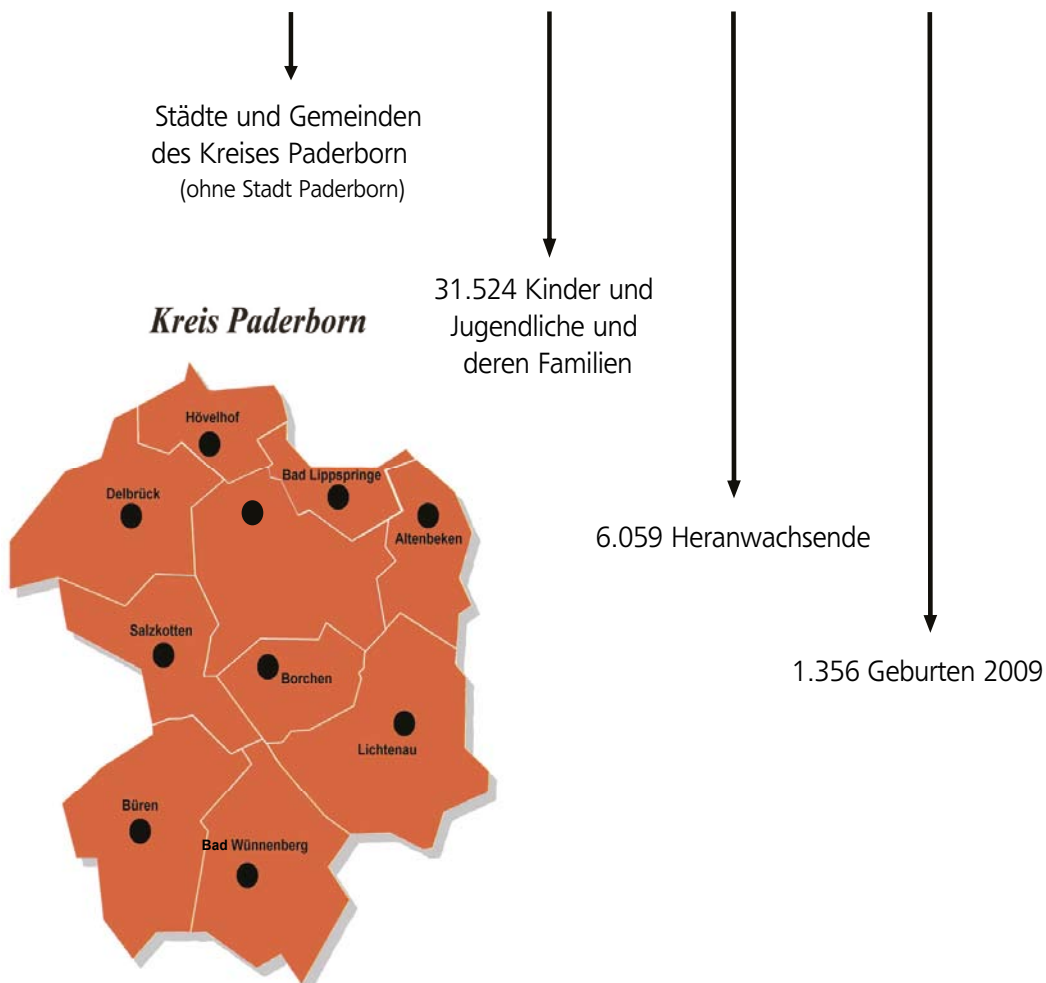 Städte und Gemeinden
des Kreises Paderborn
(ohne Stadt Paderborn)
31.524 Kinder und
Jugendliche und
deren Familien
Kreis Paderborn
Hövelhof
Bad Lippspringe
Delbrück
Altenbeken
6.059 Heranwachsende
Salzkotten
Borchen
1.356 Geburten 2009
Lichtenau
Büren
Bad Wünnenberg